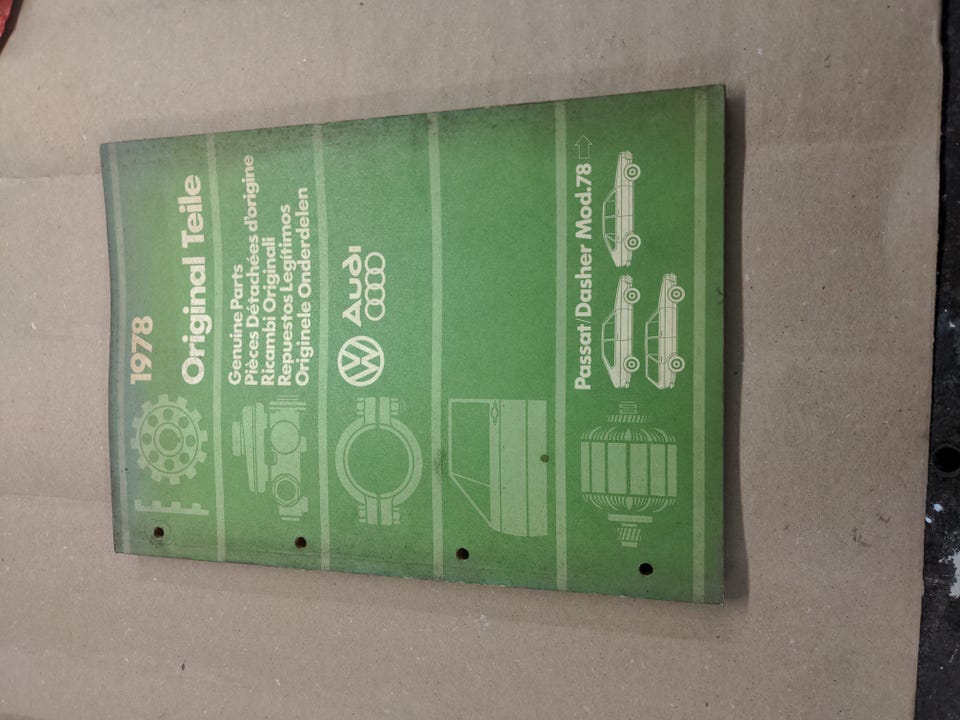 1978
Original Teile
Genuine Parts
Pièces Détachées d'origine
Ricambi Originali
Repuestos Legítimos
Originele Onderdelen
VW Audi
Passat/Dasher Mod.78